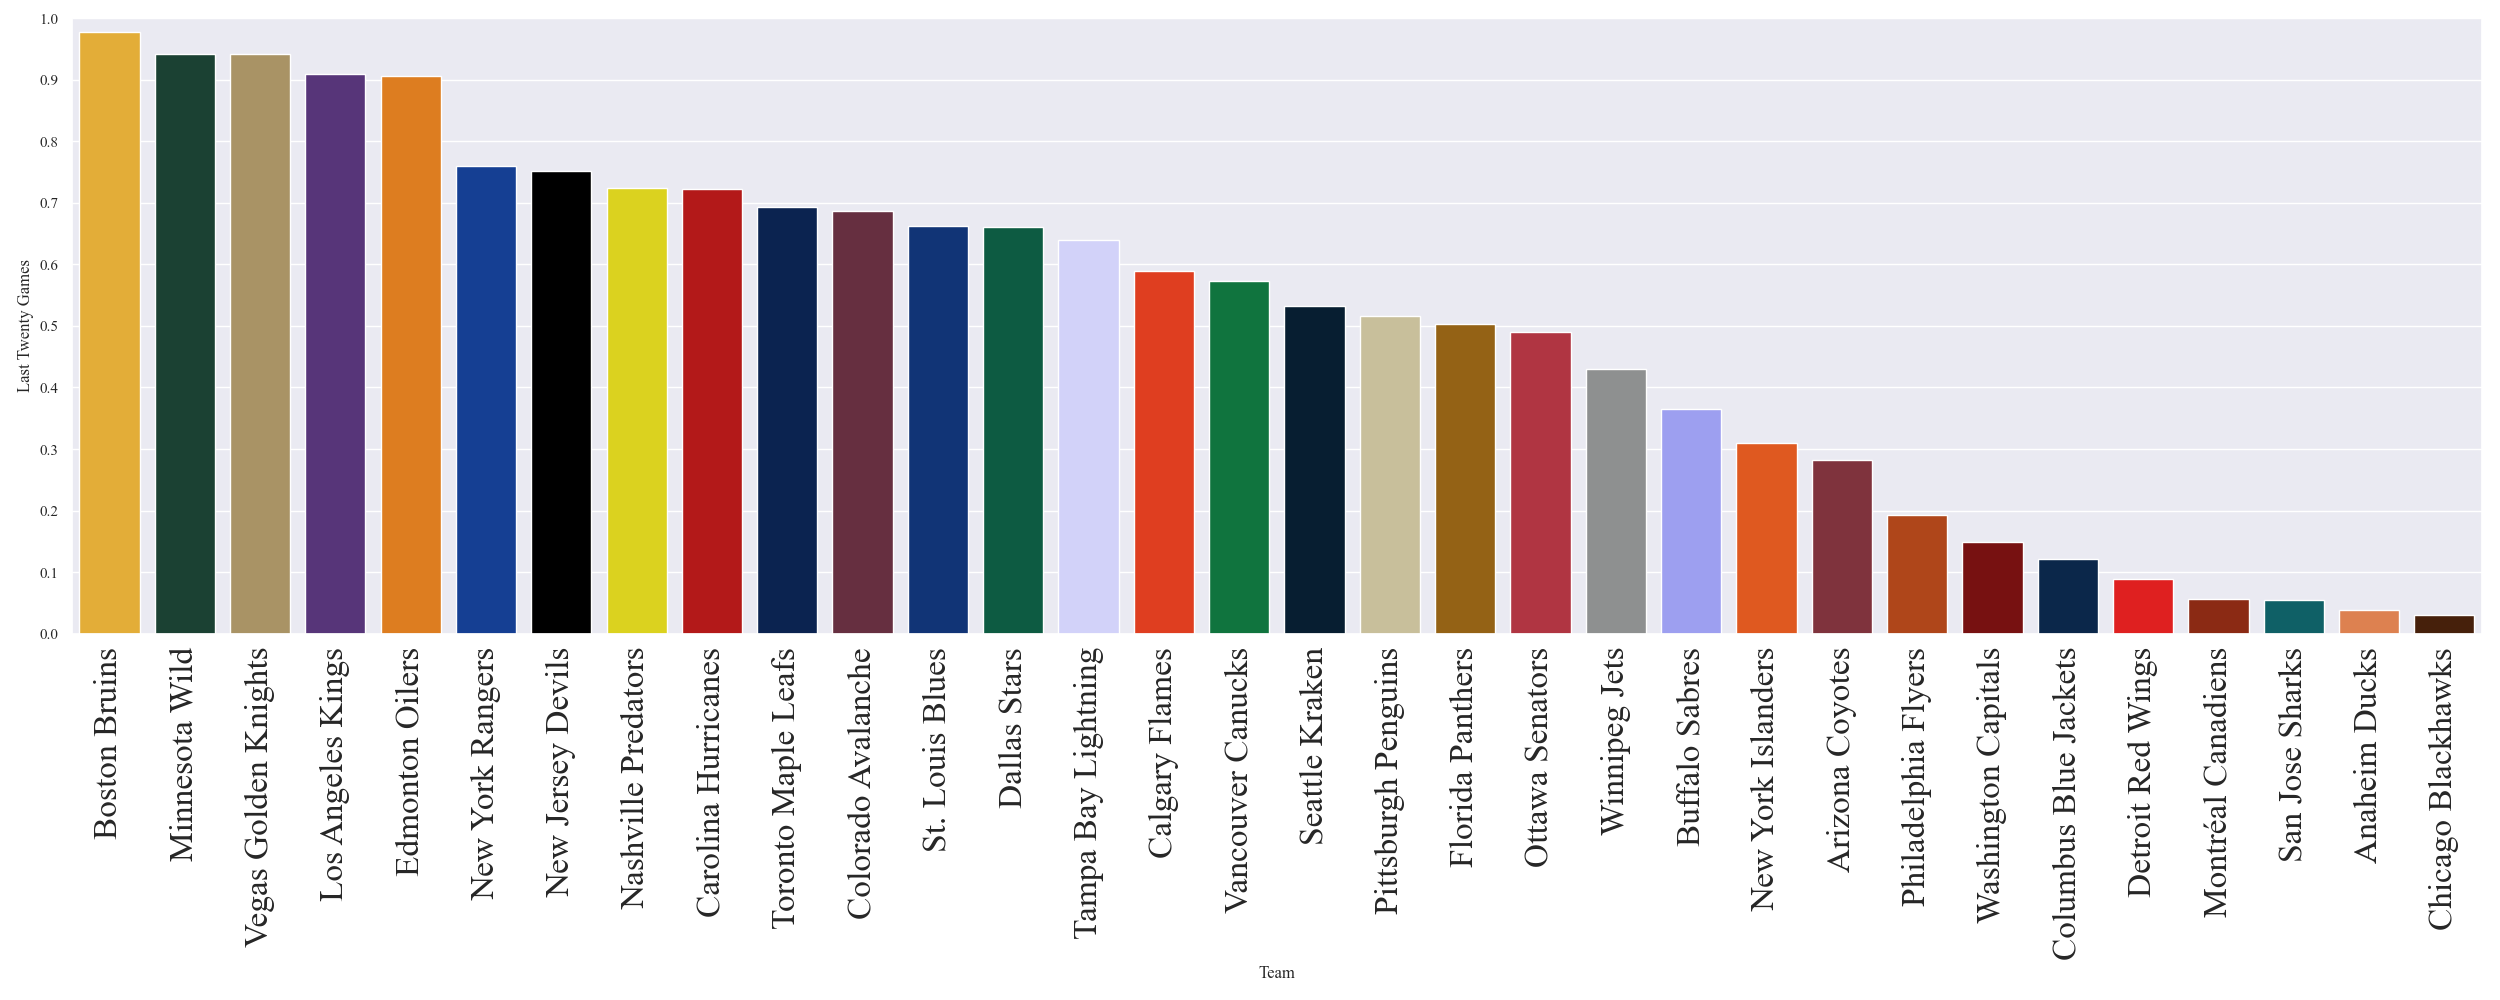 1.0
0.9
0.8
0.7
0.6
0.5
0.4
0.3
0.2
0.1
0.0
Last Twenty Games
Boston Bruins
Minnesota Wild
Vegas Golden Knights
Los Angeles Kings
Edmonton Oilers
New York Rangers
New Jersey Devils
Nashville Predators
Carolina Hurricanes
Toronto Maple Leafs
Colorado Avalanche
St. Louis Blues
Dallas Stars
Tampa Bay Lightning
Calgary Flames
Vancouver Canucks
Seattle Kraken
Pittsburgh Penguins
Florida Panthers
Ottawa Senators
Winnipeg Jets
Buffalo Sabres
New York Islanders
Arizona Coyotes
Philadelphia Flyers
Washington Capitals
Columbus Blue Jackets
Detroit Red Wings
Montréal Canadiens
San Jose Sharks
Anaheim Ducks
Chicago Blackhawks
Team